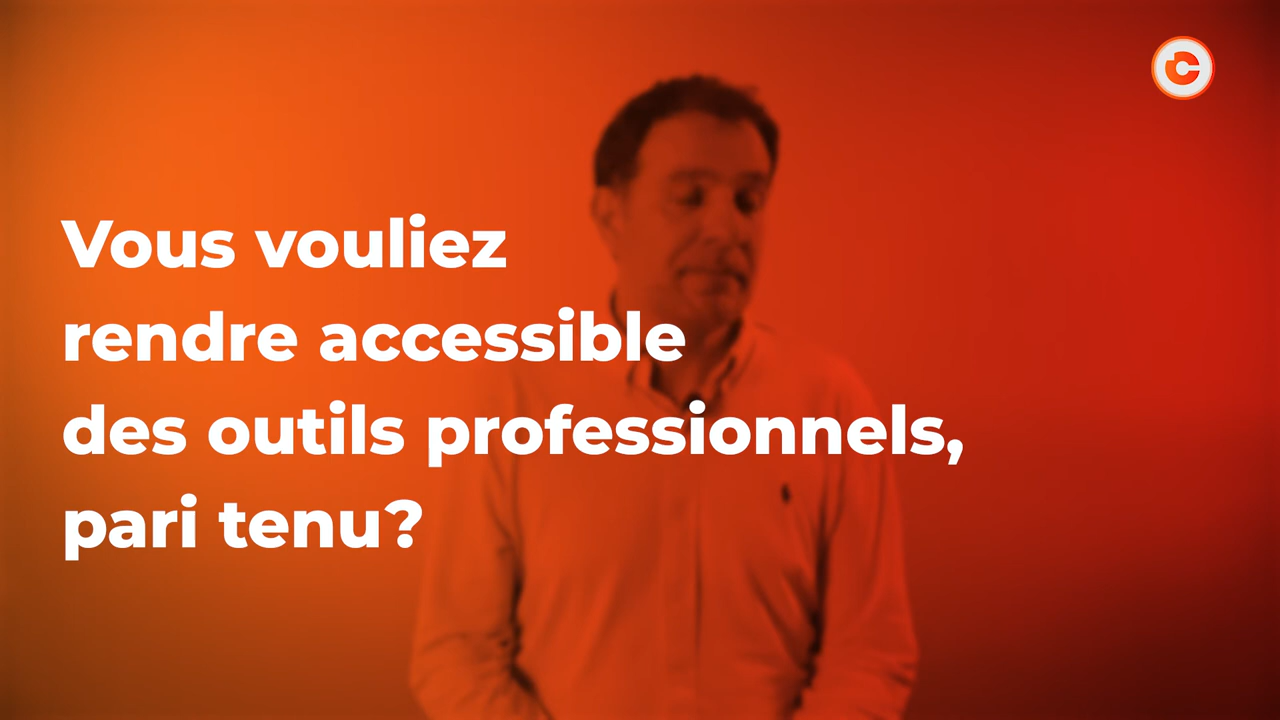 Vous vouliez
rendre accessible
des outils professionnels,
pari tenu?